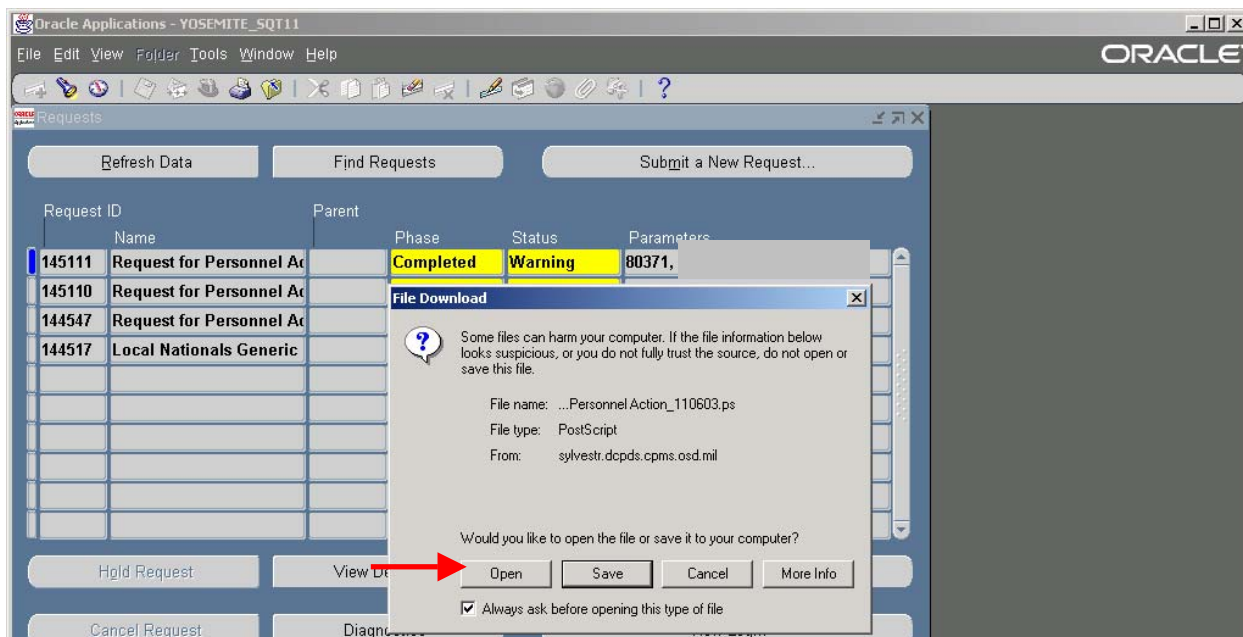 Oracle Applications - YOSEMITE_SQT11
File Edit View Folder Tools Window Help
ORACLE
Requests
Refresh Data Find Requests Submit a New Request...
Request ID Parent
Name Phase Status Parameters
145111 Request for Personnel Ac Completed Warning 80371,
145110 Request for Personnel Ac
144547 Request for Personnel Ac
144517 Local Nationals Generic
File Download
Some files can harm your computer. If the file information below
looks suspicious, or you do not fully trust the source, do not open or
save this file.
File name: ...Personnel Action_110603.ps
File type: PostScript
From: sylvestr.dcpds.cpms.osd.mil
Would you like to open the file or save it to your computer?
Hold Request View De Open Save Cancel More Info
Always ask before opening this type of file
Cancel Request